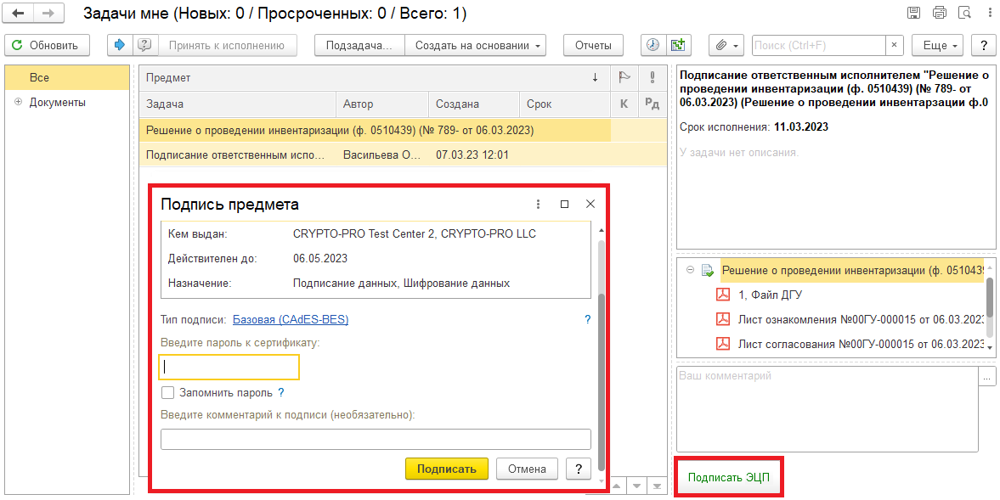 Задачи мне (Новых: 0 / Просроченных: 0 / Всего: 1)
Обновить
Принять к исполнению
Подзадача...
Создать на основании
Отчеты
Поиск (Ctrl+F)
×
Еще
?
Все
Документы
Предмет ↓
Задача Автор Создана Срок К Рд
Решение о проведении инвентаризации (ф. 0510439) (№ 789- от 06.03.2023)
Подписание ответственным испо... Васильева О... 07.03.23 12:01
Подпись предмета
Кем выдан: CRYPTO-PRO Test Center 2, CRYPTO-PRO LLC
Действителен до: 06.05.2023
Назначение: Подписание данных, Шифрование данных
Тип подписи: Базовая (CAdES-BES) ?
Введите пароль к сертификату:
Запомнить пароль ?
Введите комментарий к подписи (необязательно):
Подписать Отмена ?
Подписание ответственным исполнителем "Решение о
проведении инвентаризации (ф. 0510439) (№ 789- от
06.03.2023) (Решение о проведении инвентарзации ф.0
Срок исполнения: 11.03.2023
У задачи нет описания.
Решение о проведении инвентаризации (ф. 0510439
1, Файл ДГУ
Лист ознакомления №00ГУ-000015 от 06.03.202
Лист согласования №00ГУ-000015 от 06.03.2023
Ваш комментарий
...
Подписать ЭЦП